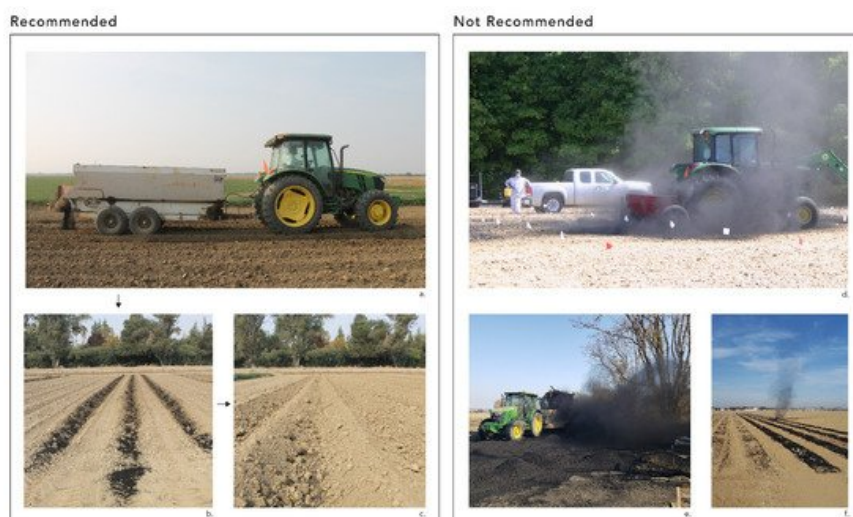 Recommended
Not Recommended
a.
d.
b.
c.
e.
f.